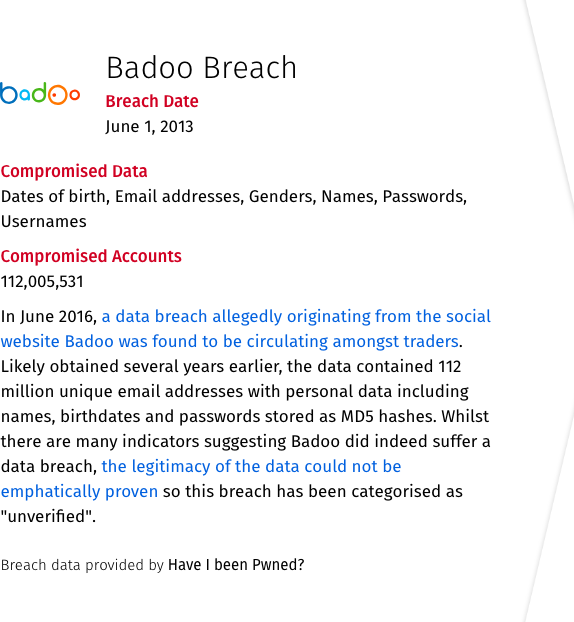 badoo
Badoo Breach
Breach Date
June 1, 2013
Compromised Data
Dates of birth, Email addresses, Genders, Names, Passwords,
Usernames
Compromised Accounts
112,005,531
In June 2016, a data breach allegedly originating from the social
website Badoo was found to be circulating amongst traders.
Likely obtained several years earlier, the data contained 112
million unique email addresses with personal data including
names, birthdates and passwords stored as MD5 hashes. Whilst
there are many indicators suggesting Badoo did indeed suffer a
data breach, the legitimacy of the data could not be
emphatically proven so this breach has been categorised as
"unverified".
Breach data provided by Have I been Pwned?